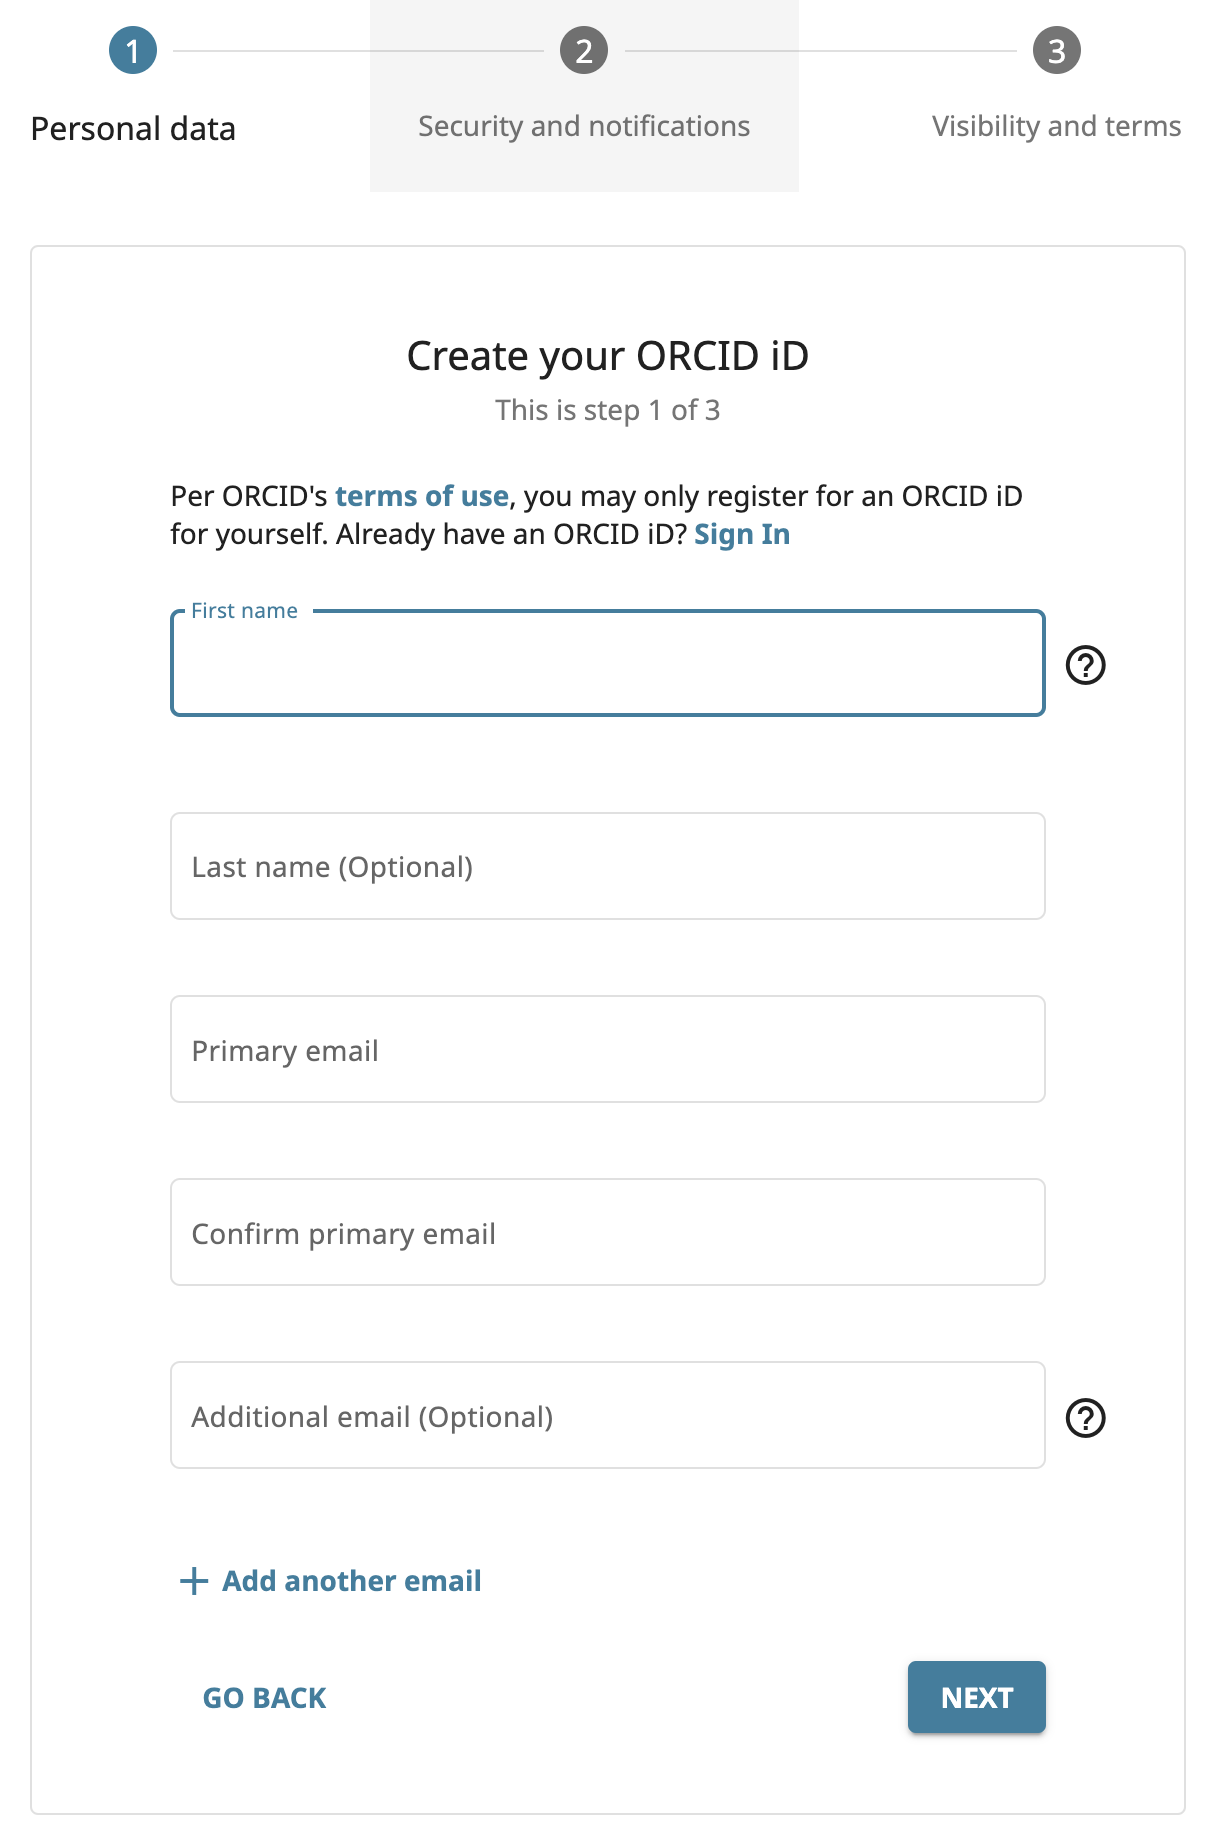 1
2
3
Personal data
Security and notifications
Visibility and terms
Create your ORCID iD
This is step 1 of 3
Per ORCID's terms of use, you may only register for an ORCID iD
for yourself. Already have an ORCID iD? Sign In
First name
?
Last name (Optional)
Primary email
Confirm primary email
Additional email (Optional)
?
+ Add another email
GO BACK
NEXT